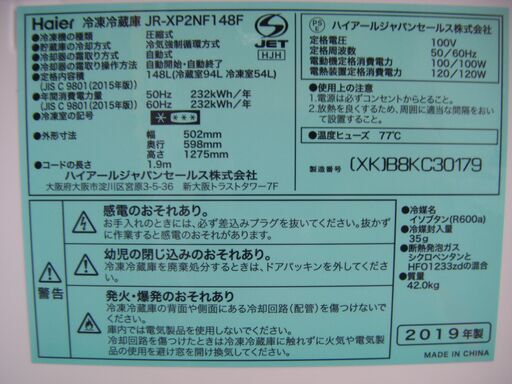 Haier 冷凍冷蔵庫 JR-XP2NF148F
●冷凍機の種類 圧縮式
●貯蔵庫の冷却方式 冷気強制循環方式
●冷却器の霜取り方式 自動式
●冷却器の霜取り操作方法 自動開始・自動終了
●定格内容積 148L(冷蔵室94L 冷凍室54L)
(JIS C 9801(2015年版))
●年間消費電力量 50Hz 232kWh/年
(JIS C 9801(2015年版)) 60Hz 232kWh/年
●冷凍室の記号
●外形寸法 幅 502mm
奥行 598mm
高さ 1275mm
●コードの長さ 1.9m
ハイアールジャパンセールス株式会社
大阪府大阪市淀川区宮原3-5-36 新大阪トラストタワー7F
S JET
HJH
PSE
ハイアールジャパンセールス株式会社
定格電圧 100V
定格周波数 50/60Hz
電動機定格消費電力 100/100W
電熱装置定格消費電力 120/120W
●使用上の注意
1.電源は必ずコンセントからとること。
2.放熱を良くするため、周囲に適当な間隔をおい
て設置すること。
●温度ヒューズ 77℃
製造番号 (XK)B8KC30179
警告
感電のおそれあり。
お手入れのときには、必ず差込みプラグを抜いてください。抜かず
に作業すると感電することがあります。
幼児の閉じ込めのおそれあり。
冷凍冷蔵庫を廃棄処分するときは、ドアパッキンを外してください。
発火・爆発のおそれあり。
冷凍冷蔵庫の背面や側面にある冷却回路(配管)を傷つけないでく
ださい。
庫内では電気製品を使用しないでください。
冷却回路を傷つけたときは冷凍冷蔵庫に触れずに火気や電気製品
の使用を避け窓を開け換気してください。
●冷媒名
イソブタン(R600a)
●冷媒封入量
35g
●断熱発泡ガス
シクロペンタンと
HFO1233zdの混合
●質量
42.0kg
2019年製
MADE IN CHINA